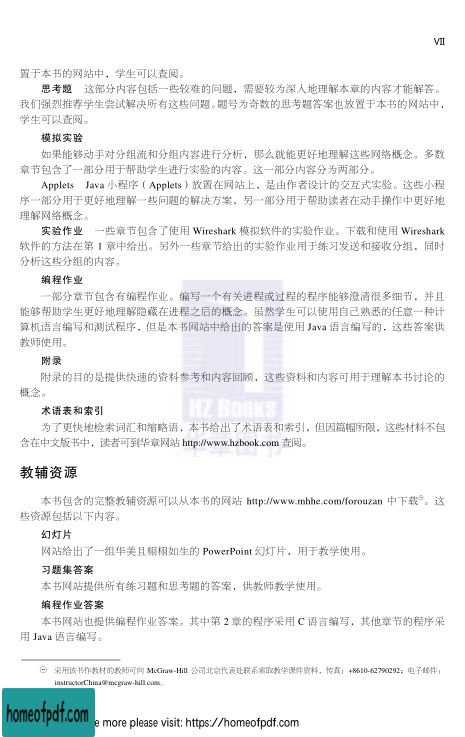 VII
置于本书的网站中，学生可以查阅。
思考题　这部分内容包括一些较难的问题，需要较为深入地理解本章的内容才能解答。
我们强烈推荐学生尝试解决所有这些问题。题号为奇数的思考题答案也放置于本书的网站中，
学生可以查阅。
模拟实验
如果能够动手对分组流和分组内容进行分析，那么就能更好地理解这些网络概念。多数
章节包含了一部分用于帮助学生进行实验的内容。这一部分内容分为两部分。
Applets　Java 小程序（Applets）放置在网站上，是由作者设计的交互式实验。这些小程
序一部分用于更好地理解一些问题的解决方案，另一部分用于帮助读者在动手操作中更好地
理解网络概念。
实验作业　一些章节包含了使用 Wireshark 模拟软件的实验作业。下载和使用 Wireshark
软件的方法在第 1 章中给出。另外一些章节给出的实验作业用于练习发送和接收分组，同时
分析这些分组的内容。
编程作业
一部分章节包含有编程作业。编写一个有关进程或过程的程序能够澄清很多细节，并且
能够帮助学生更好地理解隐藏在进程之后的概念。虽然学生可以使用自己熟悉的任意一种计
算机语言编写和测试程序，但是本书网站中给出的答案是使用 Java 语言编写的，这些答案供
教师使用。
附录
附录的目的是提供快速的资料参考和内容回顾，这些资料和内容可用于理解本书讨论的
概念。
HZ Books
术语表和索引
为了更快地检索词汇和缩略语，本书给出了术语表和索引，但因篇幅所限，这些材料不包
含在中文版书中，读者可到华章网站 http://www.hzbook.com 查阅。
华章图书
教辅资源
本书包含的完整教辅资源可以从本书的网站 http://www.mhhe.com/forouzan 中下载㊀。这
些资源包括以下内容。
幻灯片
网站给出了一组华美且栩栩如生的 PowerPoint 幻灯片，用于教学使用。
习题集答案
本书网站提供所有练习题和思考题的答案，供教师教学使用。
编程作业答案
本书网站也提供编程作业答案。其中第 2 章的程序采用 C 语言编写，其他章节的程序采
用 Java 语言编写。
㊀ 采用该书作教材的教师可向 McGraw-Hill 公司北京代表处联系索取教学课件资料，传真：+8610-62790292；电子邮件：
instructorChina@mcgraw-hill.com。
homeofpdf.com
e more please visit: https://homeofpdf.com